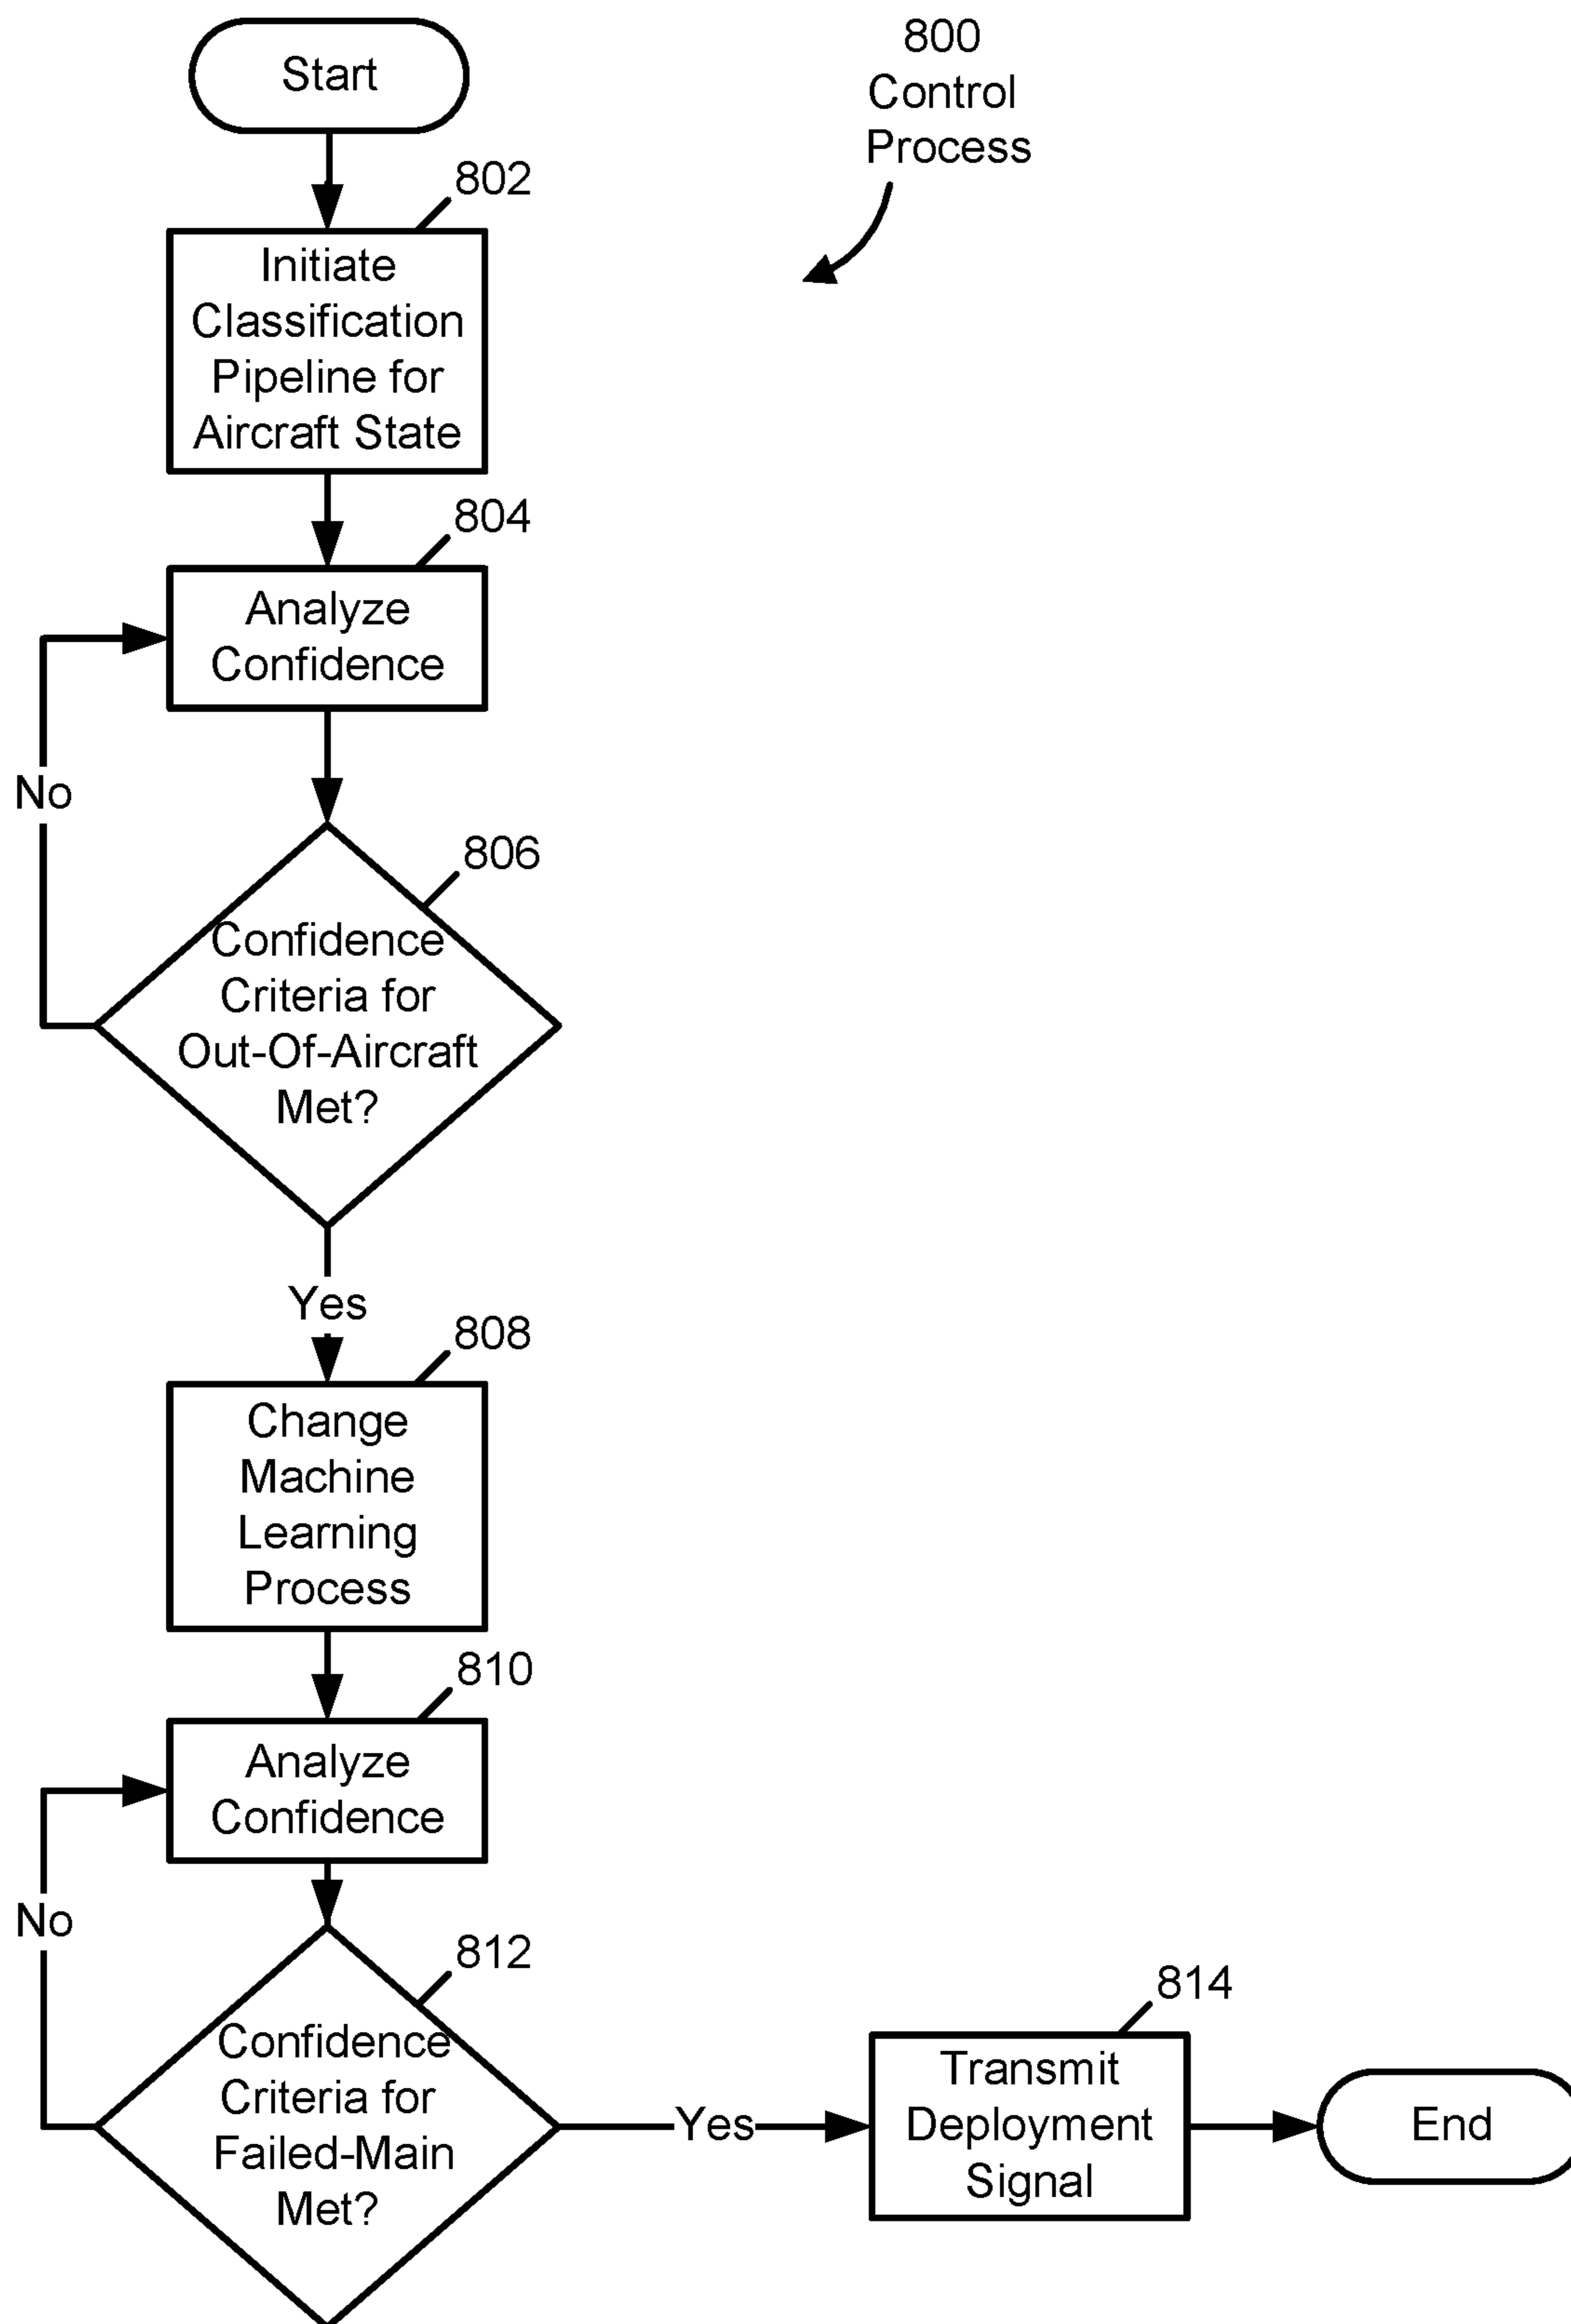 Start
800
Control
Process
802
Initiate
Classification
Pipeline for
Aircraft State
804
Analyze
Confidence
No
806
Confidence
Criteria for
Out-Of-Aircraft
Met?
Yes
808
Change
Machine
Learning
Process
810
Analyze
Confidence
No
812
Confidence
Criteria for
Failed-Main
Met?
Yes
814
Transmit
Deployment
Signal
End